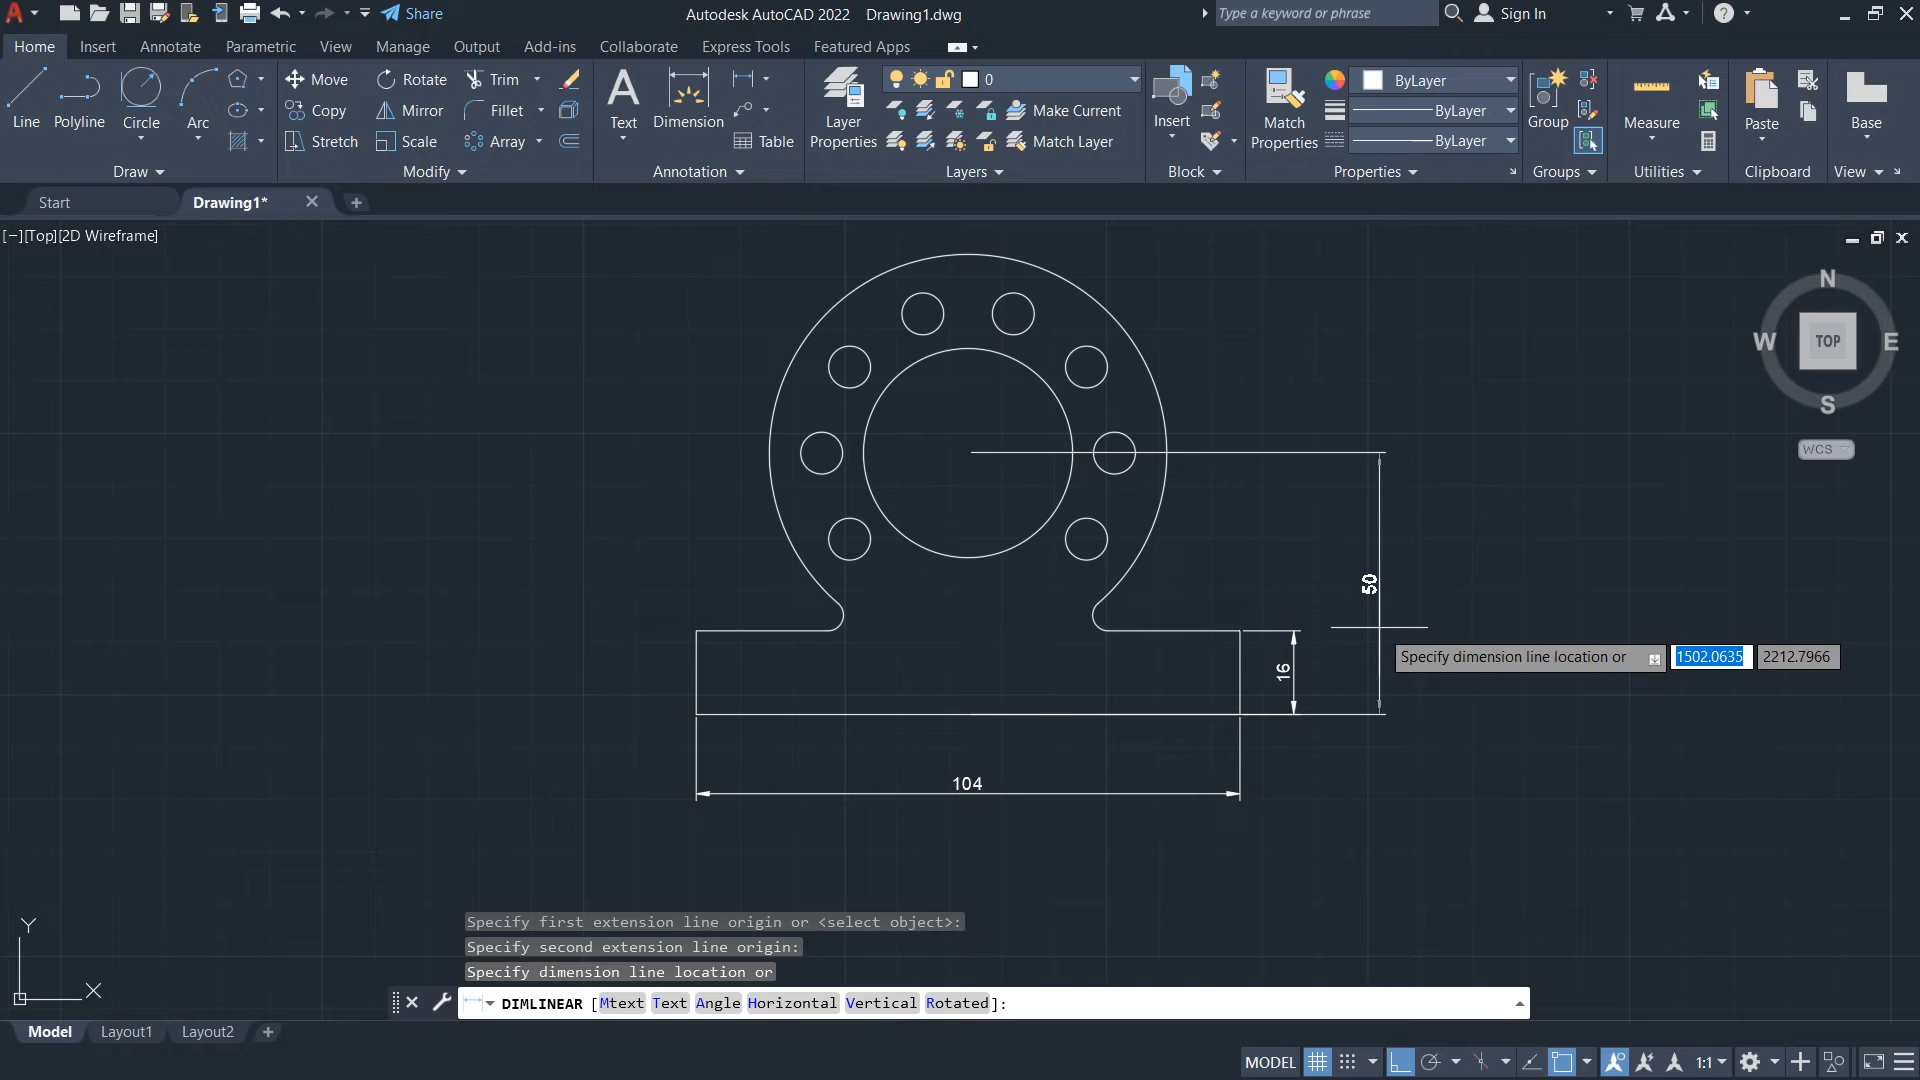 Share
Autodesk AutoCAD 2022 Drawing1.dwg
Type a keyword or phrase
Sign In
Home Insert Annotate Parametric View Manage Output Add-ins Collaborate Express Tools Featured Apps
Line Polyline Circle Arc
Move Rotate Trim
Copy Mirror Fillet
Stretch Scale Array
Text Dimension Table
Layer Properties
0
Make Current
Match Layer
Insert
Match Properties
ByLayer
ByLayer
ByLayer
Group
Measure
Paste
Base
Draw Modify Annotation Layers Block Properties Groups Utilities Clipboard View
Start Drawing1*
[−][Top][2D Wireframe]
N
W TOP E
S
WCS
50
16
104
Specify dimension line location or 1502.0635 2212.7966
Y
X
Specify first extension line origin or <select object>:
Specify second extension line origin:
Specify dimension line location or
DIMLINEAR [Mtext Text Angle Horizontal Vertical Rotated]:
Model Layout1 Layout2
MODEL 1:1